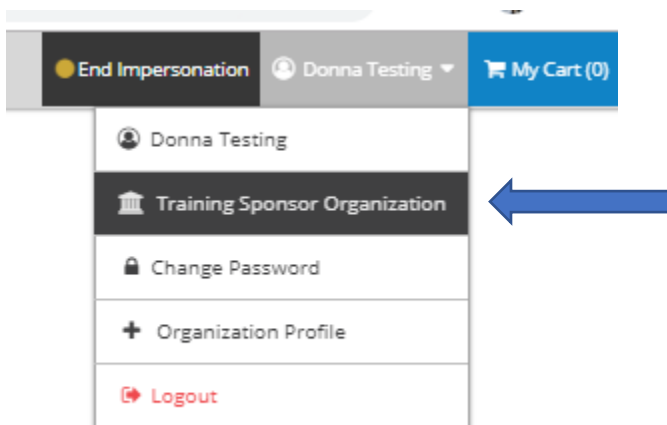 End Impersonation Donna Testing My Cart (0)
Donna Testing
Training Sponsor Organization
Change Password
Organization Profile
Logout